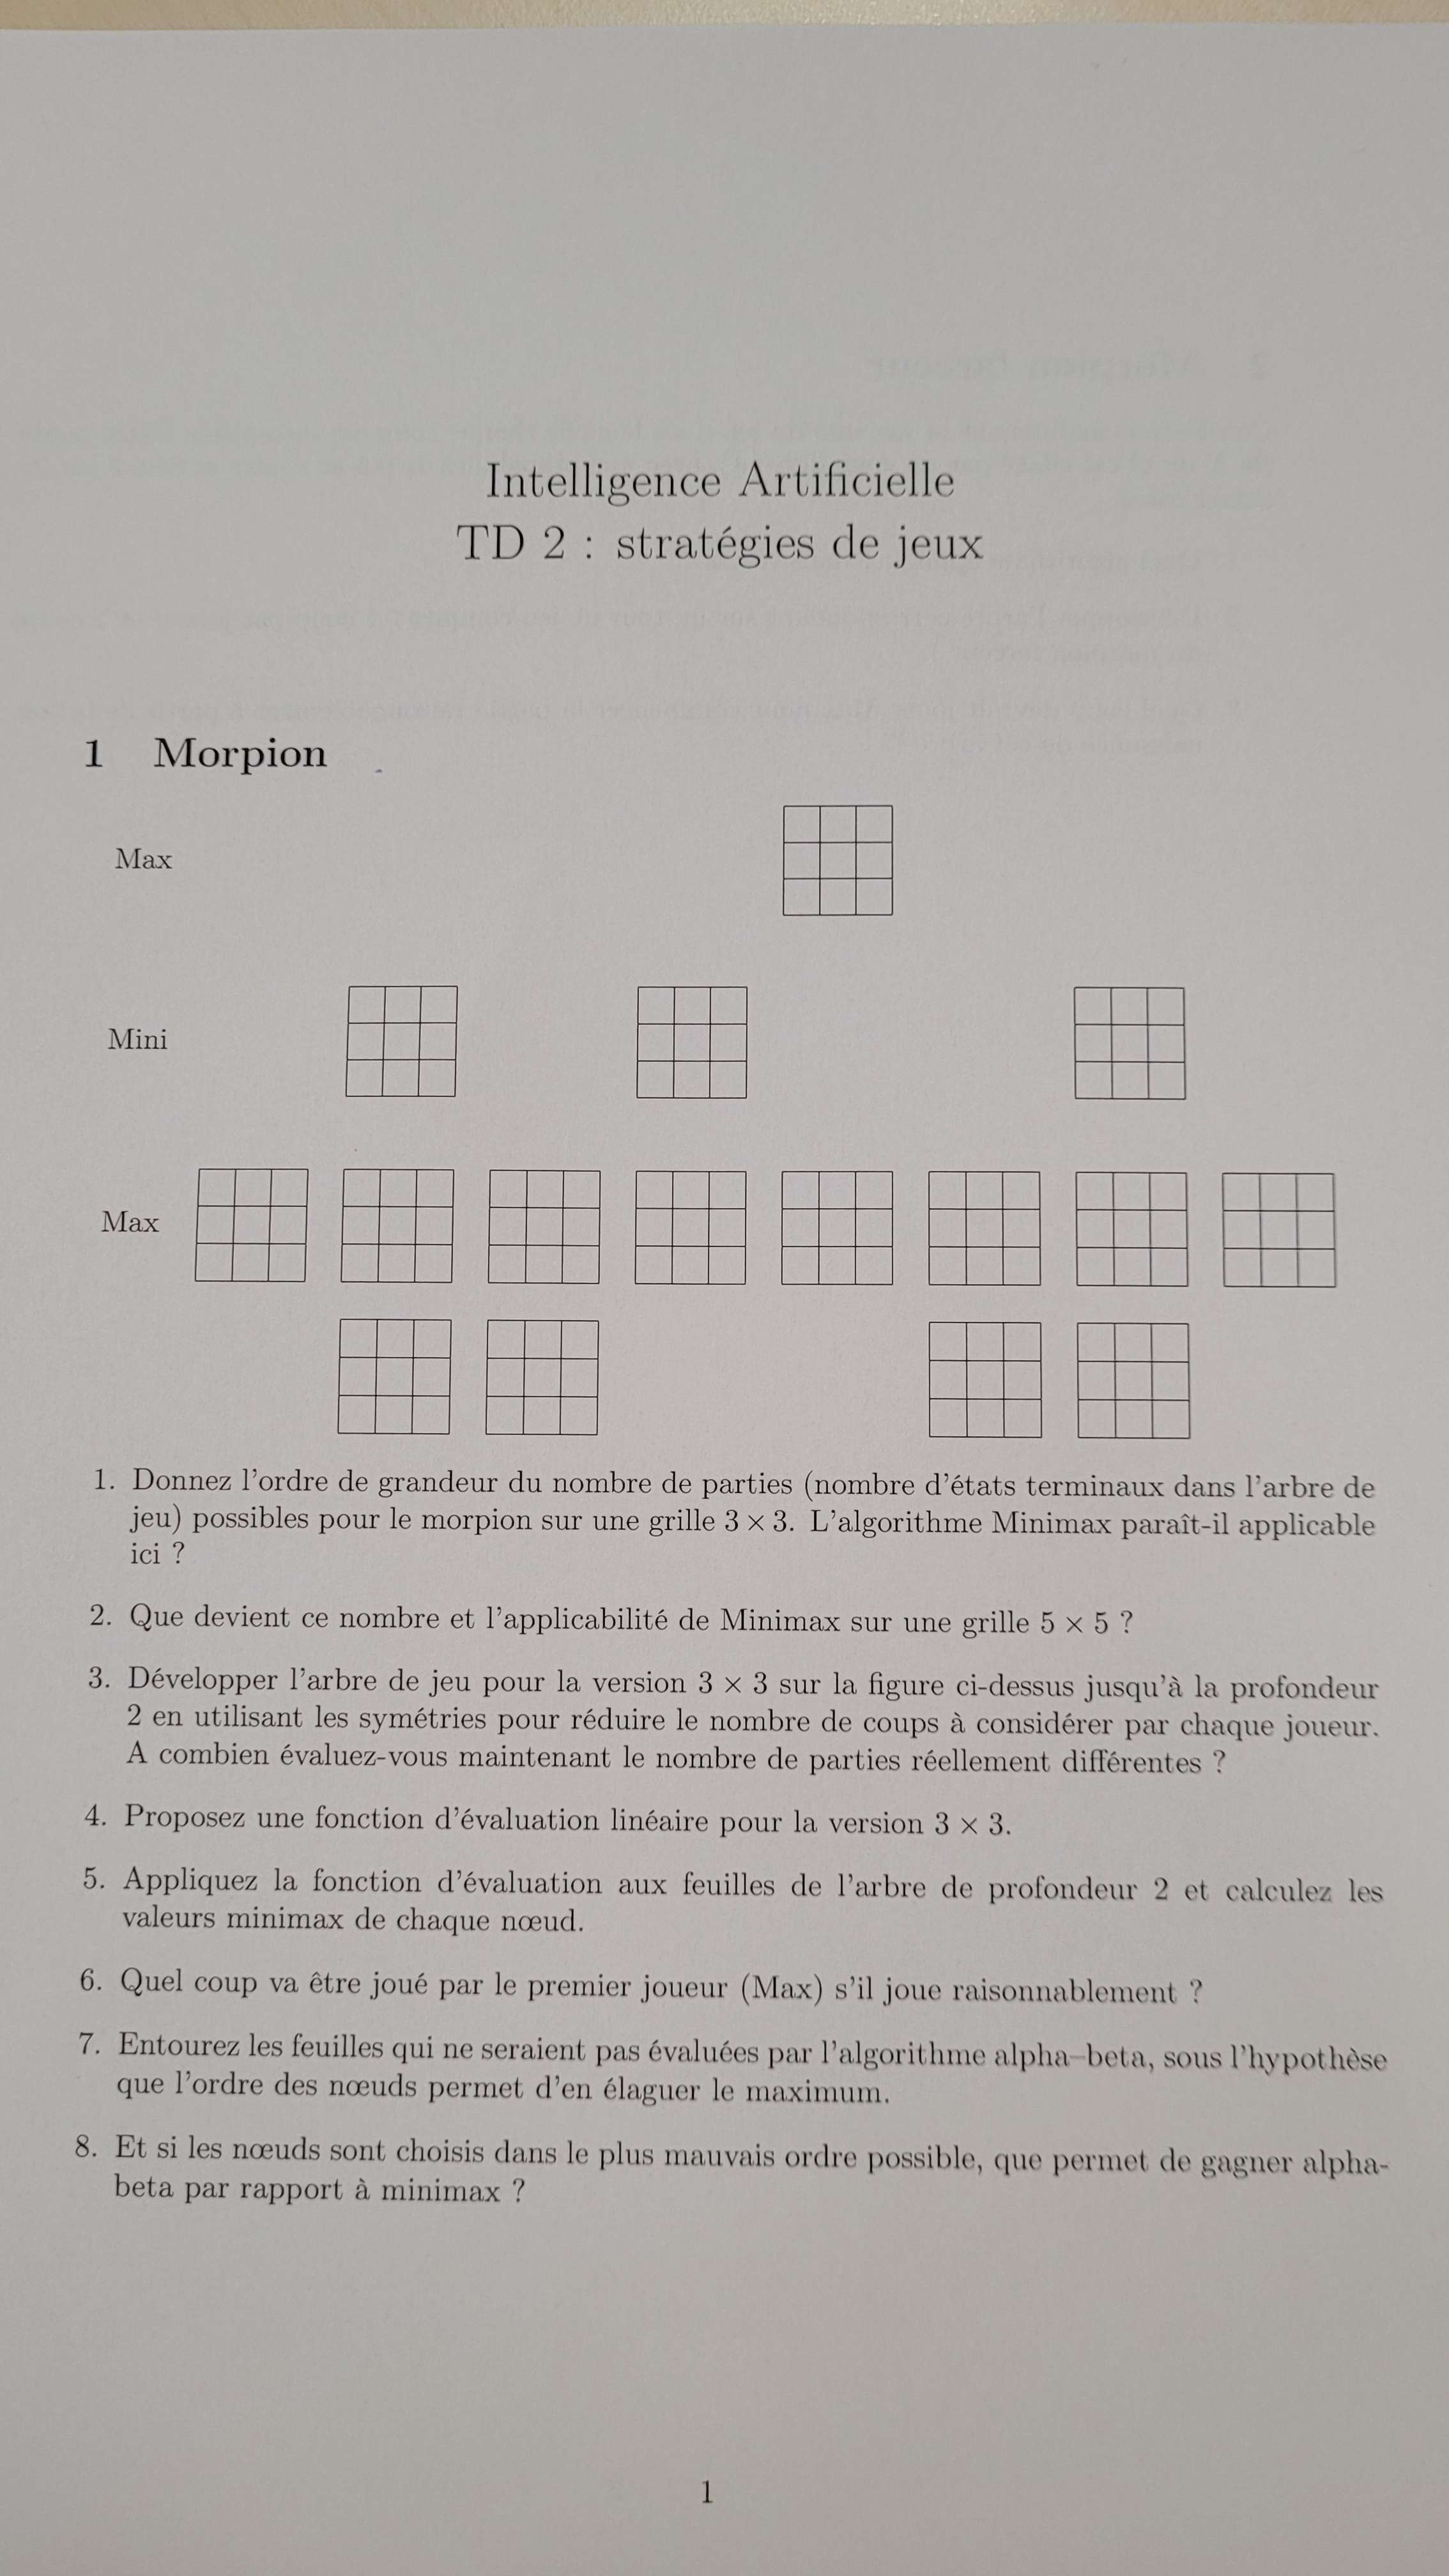 Intelligence Artificielle
TD 2 : stratégies de jeux
1 Morpion
Max
Mini
Max
1. Donnez l'ordre de grandeur du nombre de parties (nombre d'états terminaux dans l'arbre de
jeu) possibles pour le morpion sur une grille 3 × 3. L'algorithme Minimax paraît-il applicable
ici ?
2. Que devient ce nombre et l'applicabilité de Minimax sur une grille 5 × 5 ?
3. Développer l'arbre de jeu pour la version 3 × 3 sur la figure ci-dessus jusqu'à la profondeur
2 en utilisant les symétries pour réduire le nombre de coups à considérer par chaque joueur.
A combien évaluez-vous maintenant le nombre de parties réellement différentes ?
4. Proposez une fonction d'évaluation linéaire pour la version 3 × 3.
5. Appliquez la fonction d'évaluation aux feuilles de l'arbre de profondeur 2 et calculez les
valeurs minimax de chaque nœud.
6. Quel coup va être joué par le premier joueur (Max) s'il joue raisonnablement ?
7. Entourez les feuilles qui ne seraient pas évaluées par l'algorithme alpha–beta, sous l'hypothèse
que l'ordre des nœuds permet d'en élaguer le maximum.
8. Et si les nœuds sont choisis dans le plus mauvais ordre possible, que permet de gagner alpha-
beta par rapport à minimax ?
1